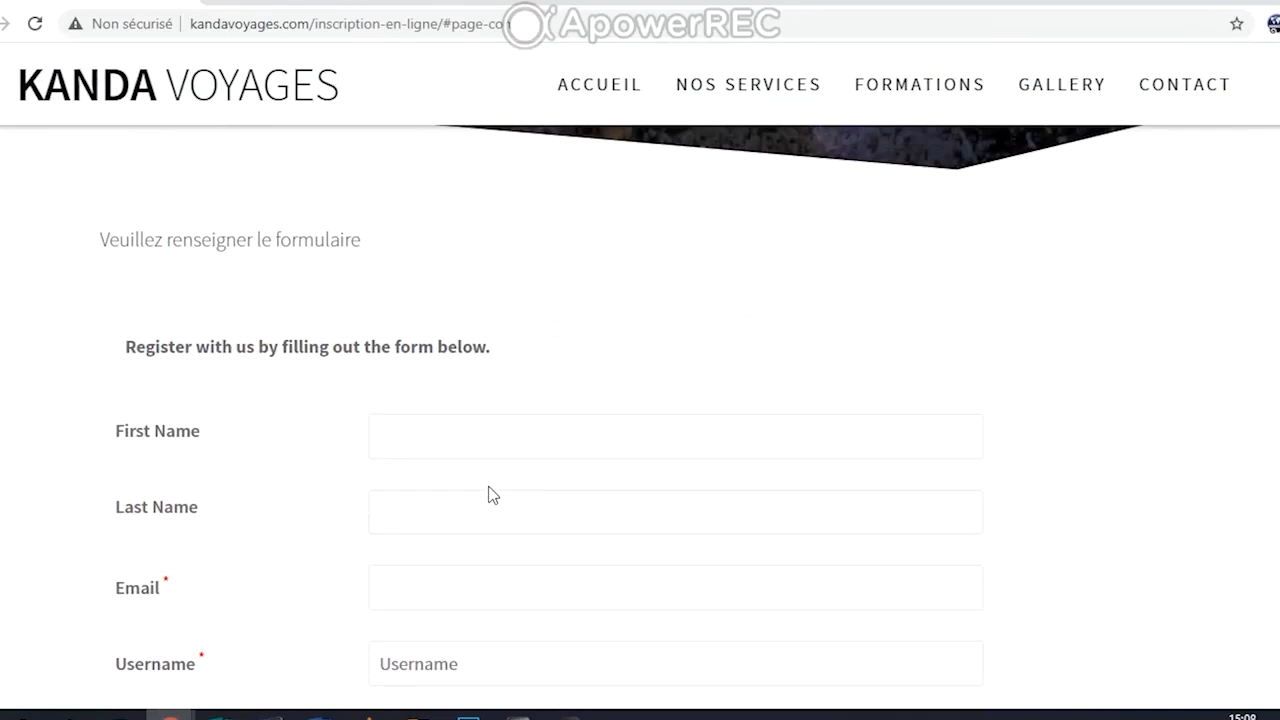 Non sécurisé kandavoyages.com/inscription-en-ligne/#page-con
ApowerREC
KANDA VOYAGES
ACCUEIL NOS SERVICES FORMATIONS GALLERY CONTACT
Veuillez renseigner le formulaire
Register with us by filling out the form below.
First Name
Last Name
Email *
Username * Username
15:08